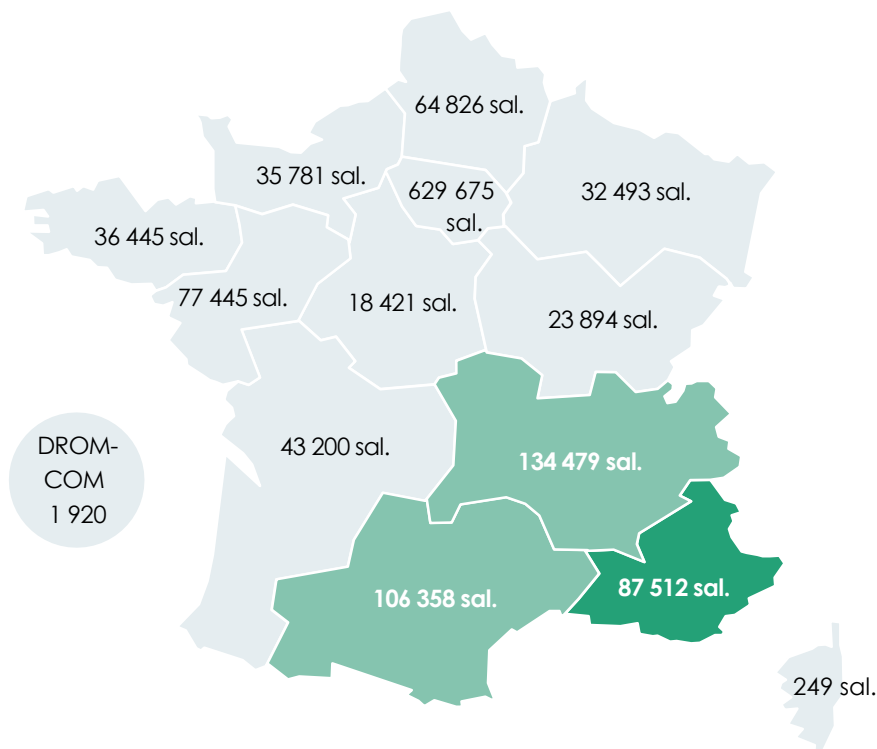 64 826 sal.
35 781 sal.
629 675
sal.
32 493 sal.
36 445 sal.
77 445 sal.
18 421 sal.
23 894 sal.
DROM-
COM
1 920
43 200 sal.
134 479 sal.
106 358 sal.
87 512 sal.
249 sal.